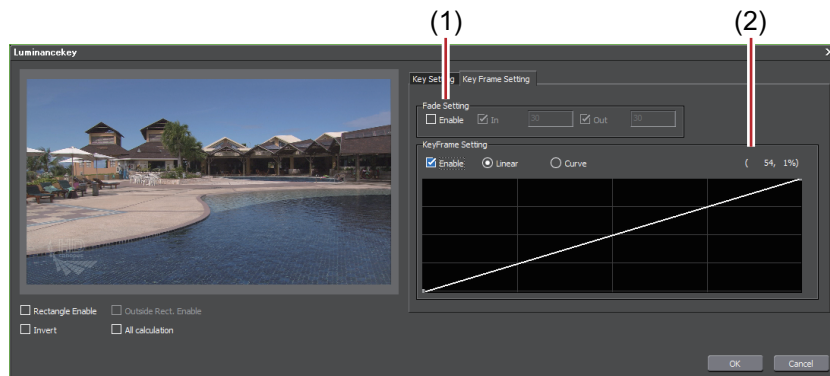 (1) (2)
Luminancekey
Key Setting Key Frame Setting
Fade Setting
Enable In 30 Out 30
KeyFrame Setting
Enable Linear Curve ( 54, 1%)
Rectangle Enable Outside Rect. Enable
Invert All calculation
OK Cancel